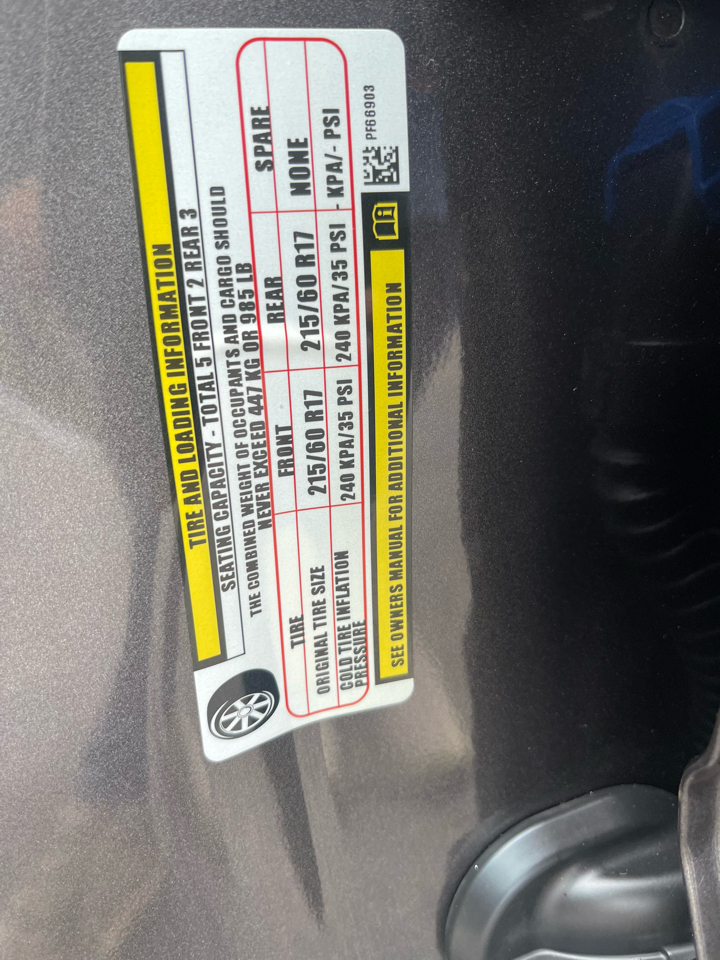 TIRE AND LOADING INFORMATION
SEATING CAPACITY - TOTAL 5 FRONT 2 REAR 3
THE COMBINED WEIGHT OF OCCUPANTS AND CARGO SHOULD
NEVER EXCEED 447 KG OR 985 LB
TIRE FRONT REAR SPARE
ORIGINAL TIRE SIZE 215/60 R17 215/60 R17 NONE
COLD TIRE INFLATION PRESSURE 240 KPA/35 PSI 240 KPA/35 PSI - KPA/- PSI
SEE OWNERS MANUAL FOR ADDITIONAL INFORMATION
PF66903